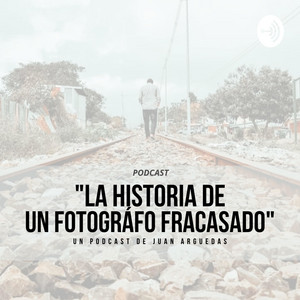 PODCAST
"LA HISTORIA DE
UN FOTOGRÁFO FRACASADO"
UN PODCAST DE JUAN ARGUEDAS